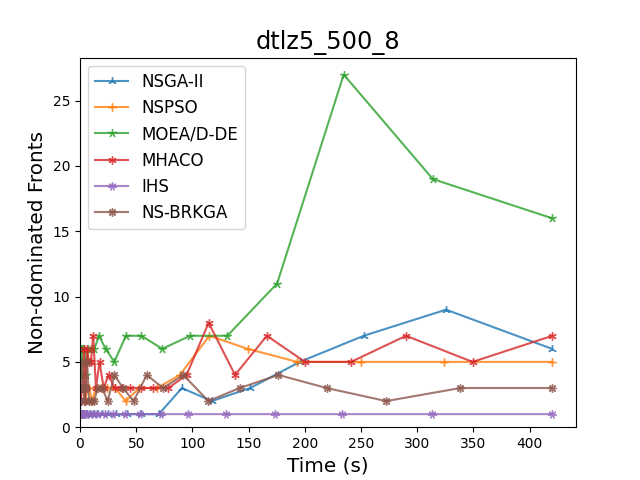 dtlz5_500_8
NSGA-II
NSPSO
MOEA/D-DE
MHACO
IHS
NS-BRKGA
Non-dominated Fronts
25
20
15
10
5
0
0 50 100 150 200 250 300 350 400
Time (s)